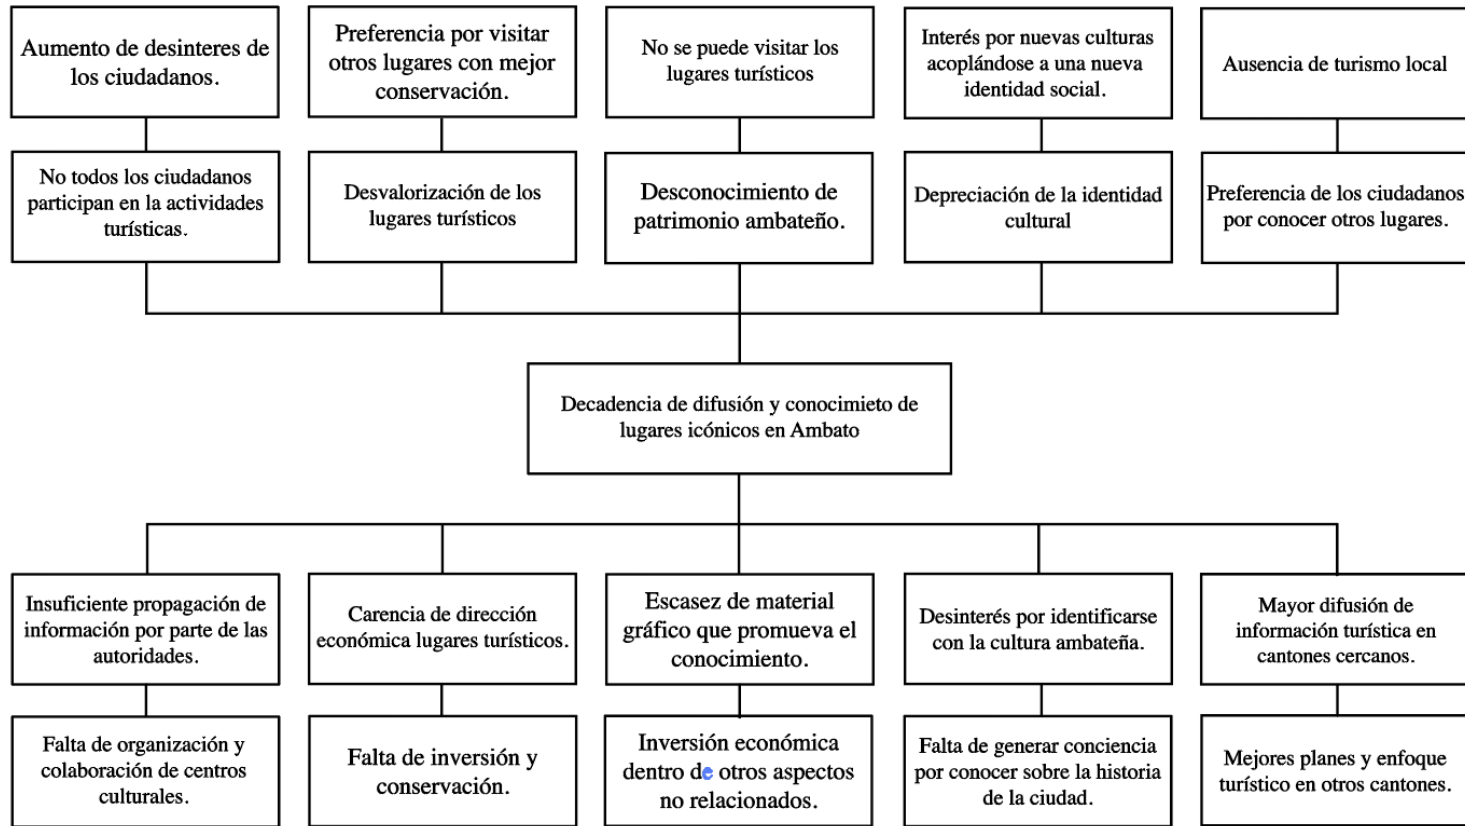 Aumento de desinteres de
los ciudadanos.
Preferencia por visitar
otros lugares con mejor
conservación.
No se puede visitar los
lugares turísticos
Interés por nuevas culturas
acoplándose a una nueva
identidad social.
Ausencia de turismo local
No todos los ciudadanos
participan en la actividades
turísticas.
Desvalorización de los
lugares turísticos
Desconocimiento de
patrimonio ambateño.
Depreciación de la identidad
cultural
Preferencia de los ciudadanos
por conocer otros lugares.
Decadencia de difusión y conocimieto de
lugares icónicos en Ambato
Insuficiente propagación de
información por parte de las
autoridades.
Carencia de dirección
económica lugares turísticos.
Escasez de material
gráfico que promueva el
conocimiento.
Desinterés por identificarse
con la cultura ambateña.
Mayor difusión de
información turística en
cantones cercanos.
Falta de organización y
colaboración de centros
culturales.
Falta de inversión y
conservación.
Inversión económica
dentro de otros aspectos
no relacionados.
Falta de generar conciencia
por conocer sobre la historia
de la ciudad.
Mejores planes y enfoque
turístico en otros cantones.